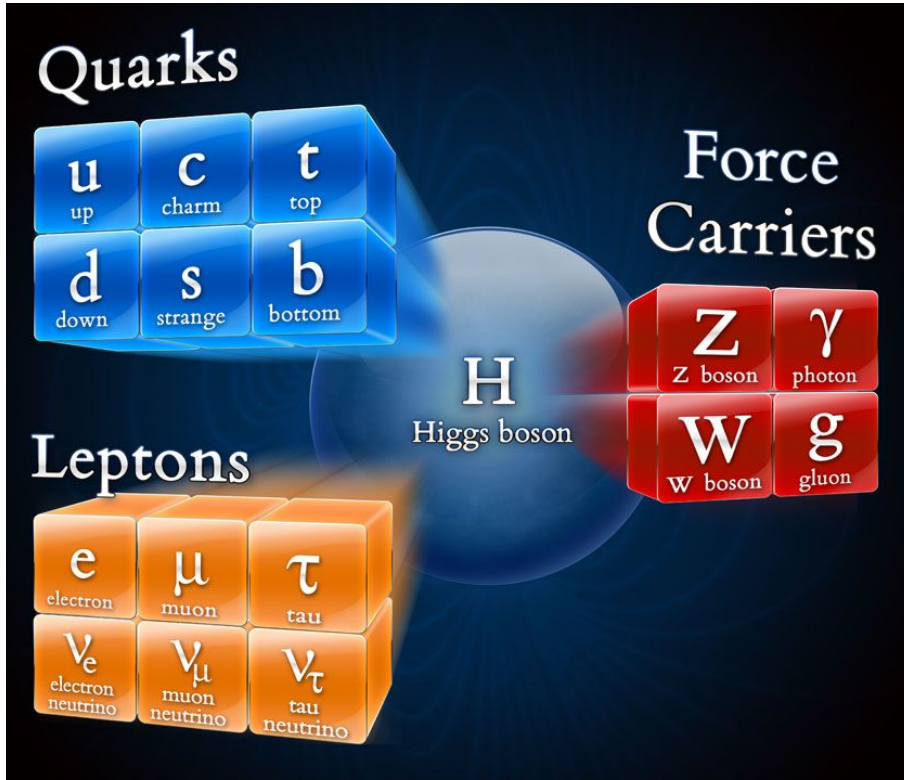 Quarks
u
up
c
charm
t
top
d
down
s
strange
b
bottom
Force
Carriers
Z
Z boson
γ
photon
W
W boson
g
gluon
H
Higgs boson
Leptons
e
electron
μ
muon
τ
tau
νe
electron
neutrino
νμ
muon
neutrino
ντ
tau
neutrino